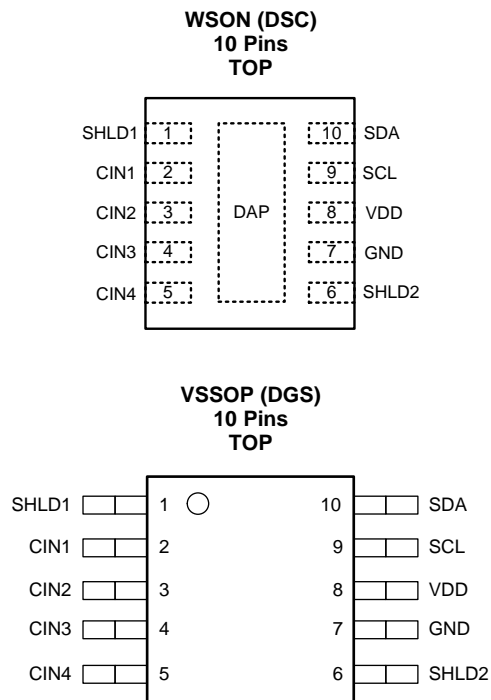 WSON (DSC)
10 Pins
TOP
SHLD1 1 10 SDA
CIN1 2 9 SCL
CIN2 3 DAP 8 VDD
CIN3 4 7 GND
CIN4 5 6 SHLD2
VSSOP (DGS)
10 Pins
TOP
SHLD1 1 10 SDA
CIN1 2 9 SCL
CIN2 3 8 VDD
CIN3 4 7 GND
CIN4 5 6 SHLD2